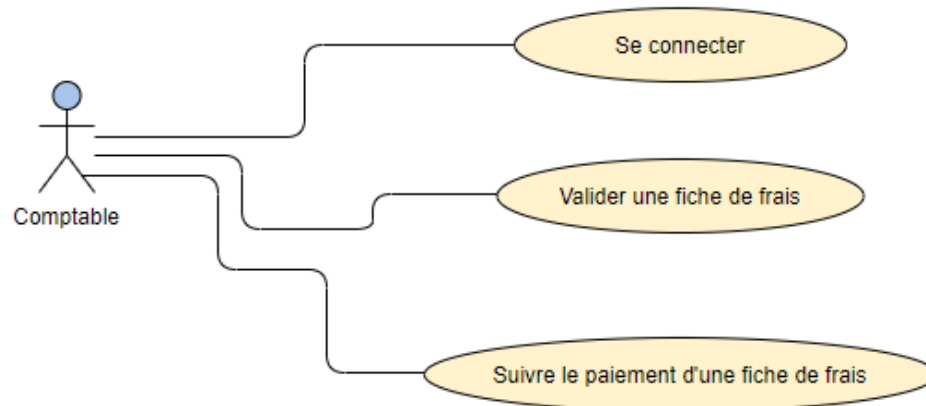 Se connecter
Comptable
Valider une fiche de frais
Suivre le paiement d'une fiche de frais